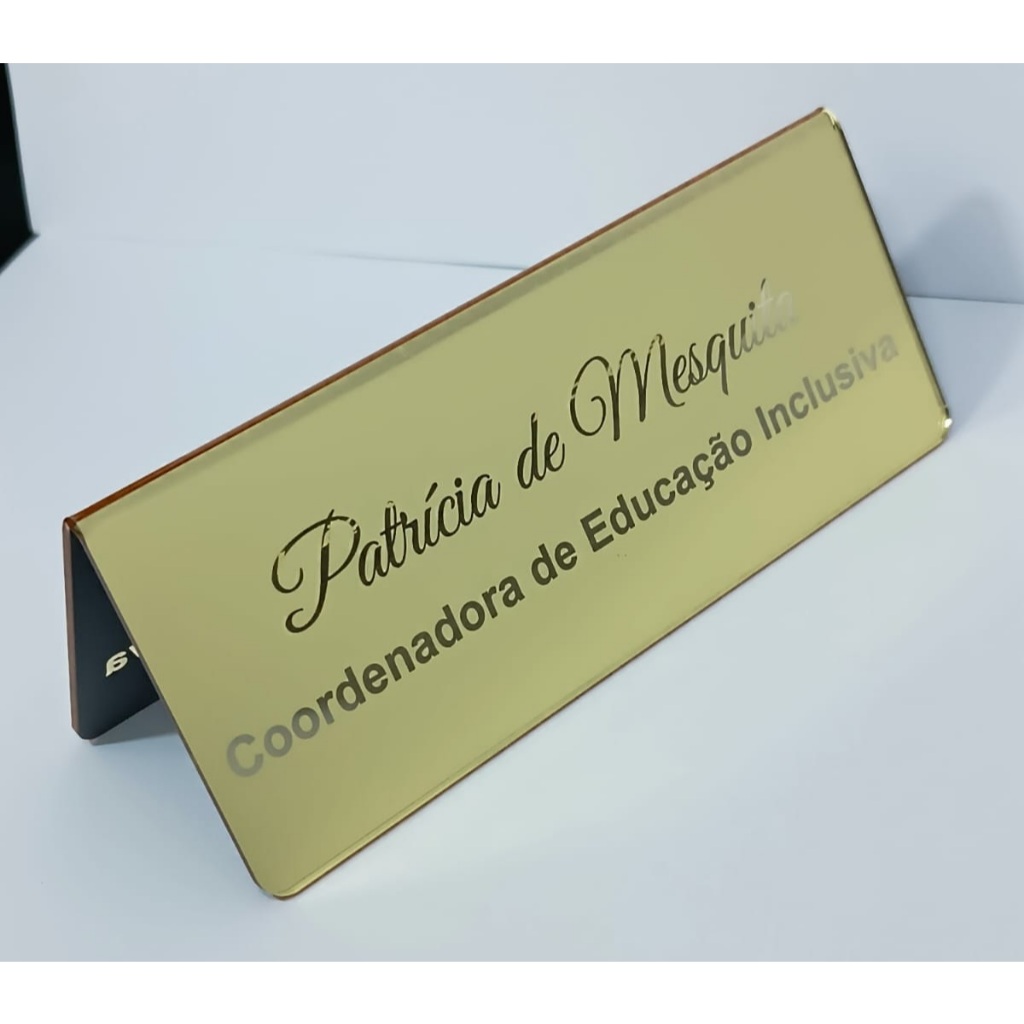 Patrícia de Mesquita
Coordenadora de Educação Inclusiva